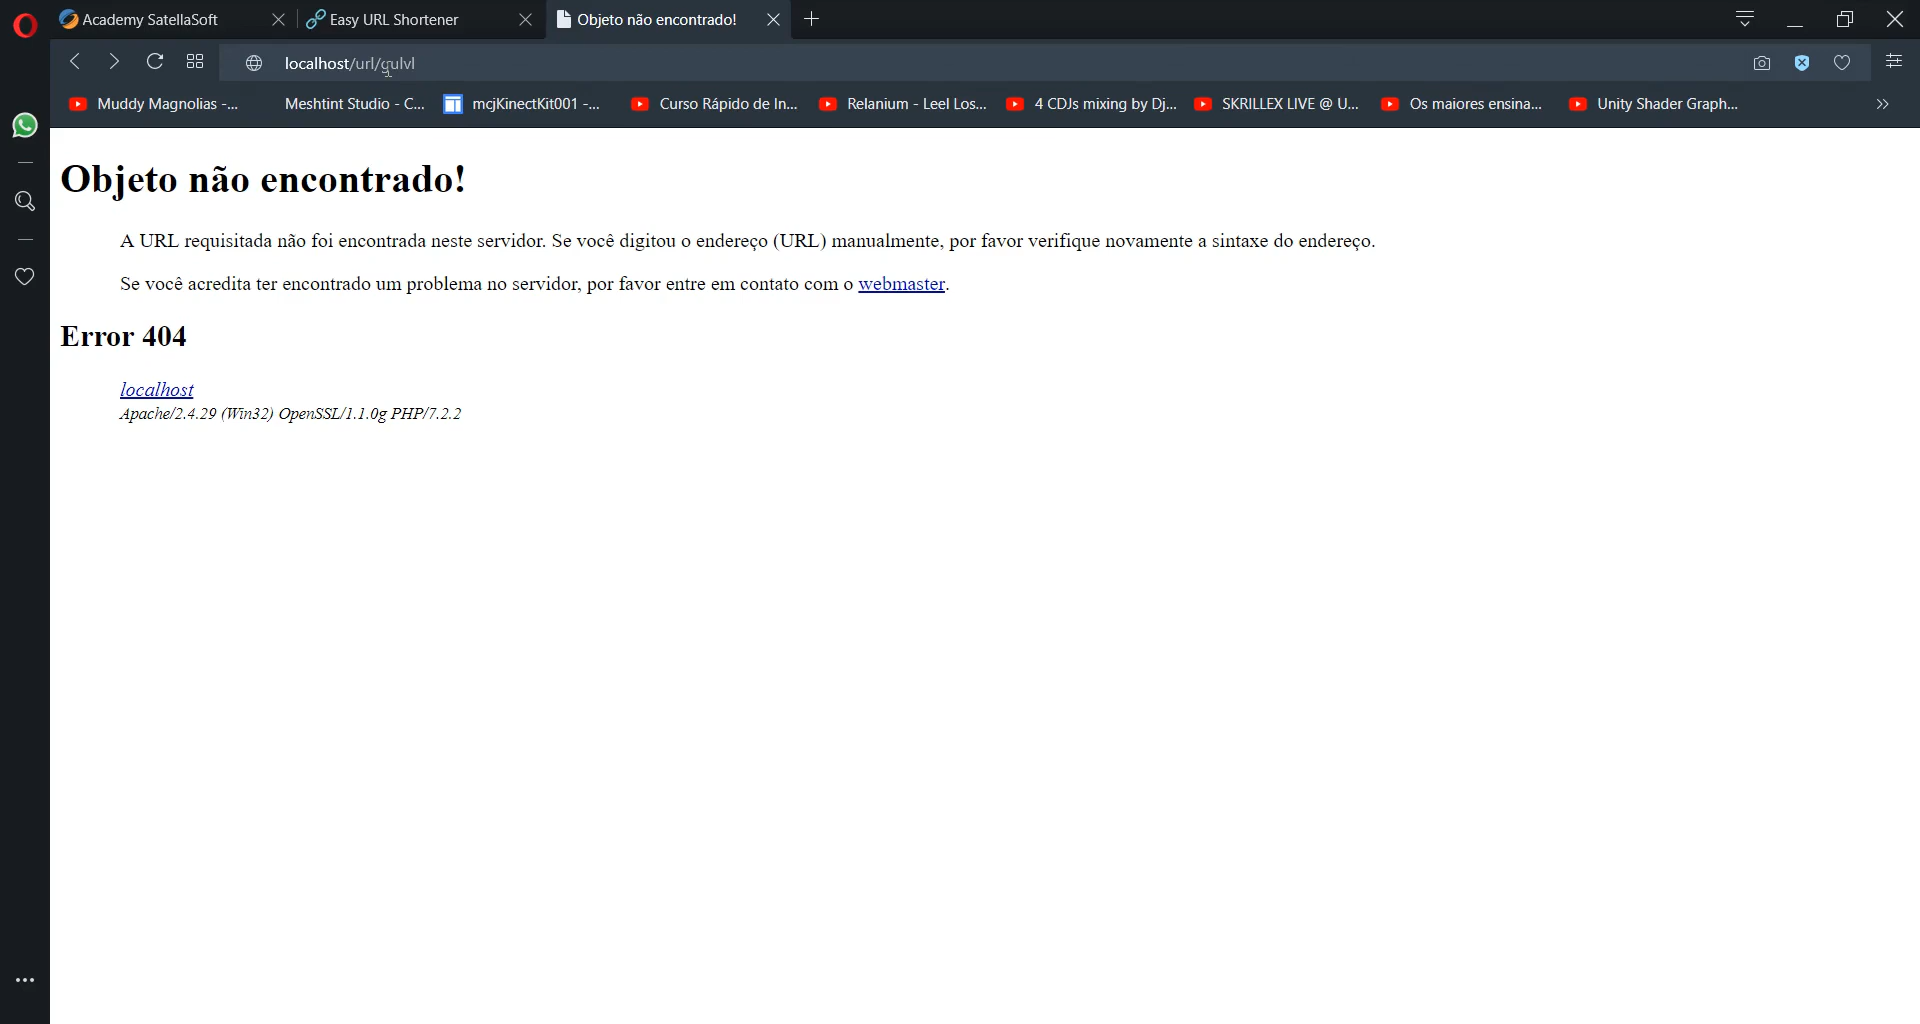 Academy SatellaSoft
Easy URL Shortener
Objeto não encontrado!
localhost/url/gulvl
Muddy Magnolias -...
Meshtint Studio - C...
mcjKinectKit001 -...
Curso Rápido de In...
Relanium - Leel Los...
4 CDJs mixing by Dj...
SKRILLEX LIVE @ U...
Os maiores ensina...
Unity Shader Graph...
Objeto não encontrado!
A URL requisitada não foi encontrada neste servidor. Se você digitou o endereço (URL) manualmente, por favor verifique novamente a sintaxe do endereço.
Se você acredita ter encontrado um problema no servidor, por favor entre em contato com o webmaster.
Error 404
localhost
Apache/2.4.29 (Win32) OpenSSL/1.1.0g PHP/7.2.2